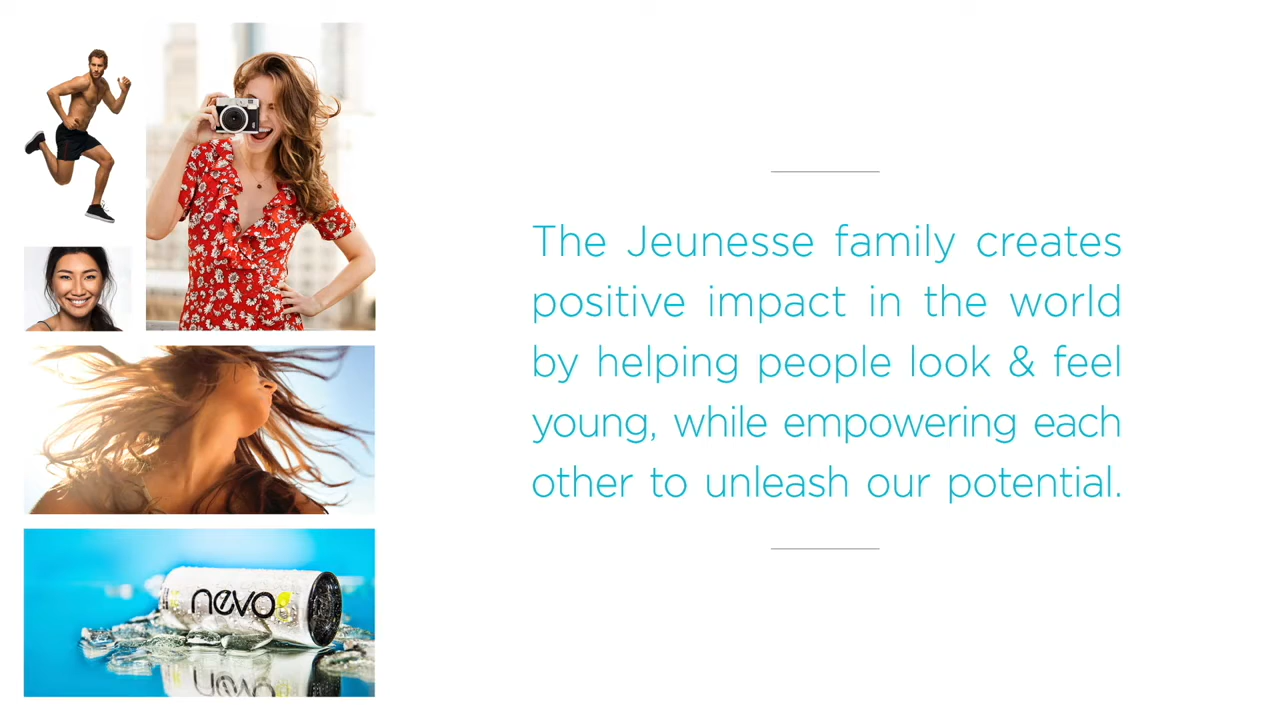 The Jeunesse family creates
positive impact in the world
by helping people look & feel
young, while empowering each
other to unleash our potential.
nevo